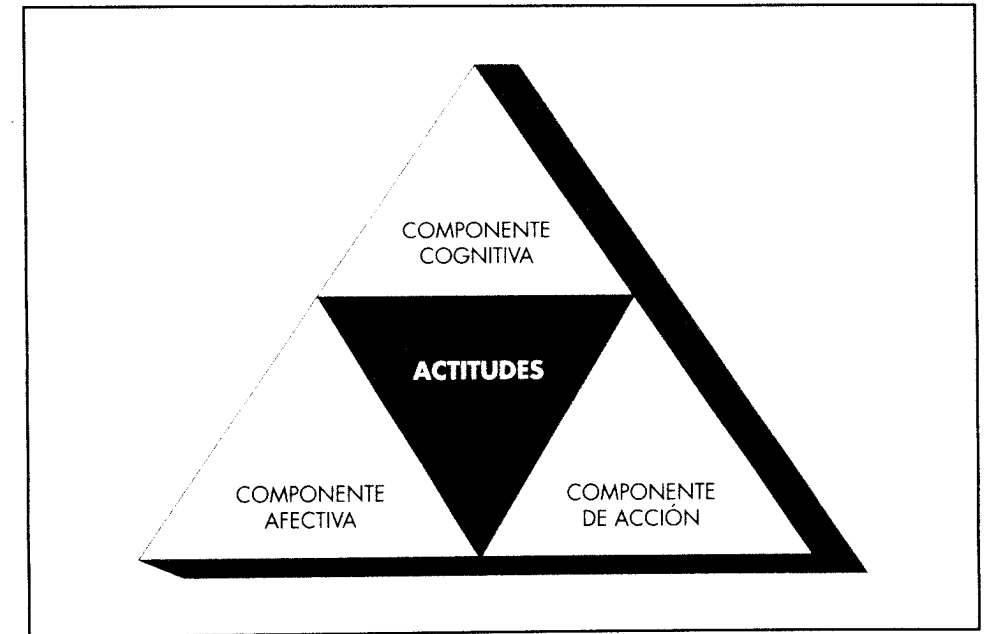 COMPONENTE
COGNITIVA
ACTITUDES
COMPONENTE
AFECTIVA
COMPONENTE
DE ACCIÓN